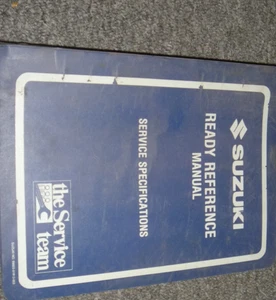 SUZUKI
READY REFERENCE
MANUAL
SERVICE SPECIFICATIONS
the Service
team